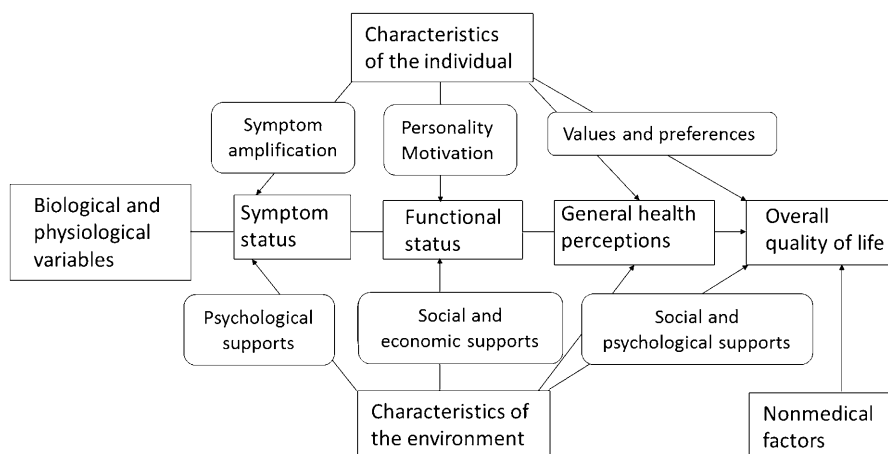 Characteristics
of the individual
Symptom
amplification
Personality
Motivation
Values and preferences
Biological and
physiological
variables
Symptom
status
Functional
status
General health
perceptions
Overall
quality of life
Psychological
supports
Social and
economic supports
Social and
psychological supports
Characteristics of
the environment
Nonmedical
factors